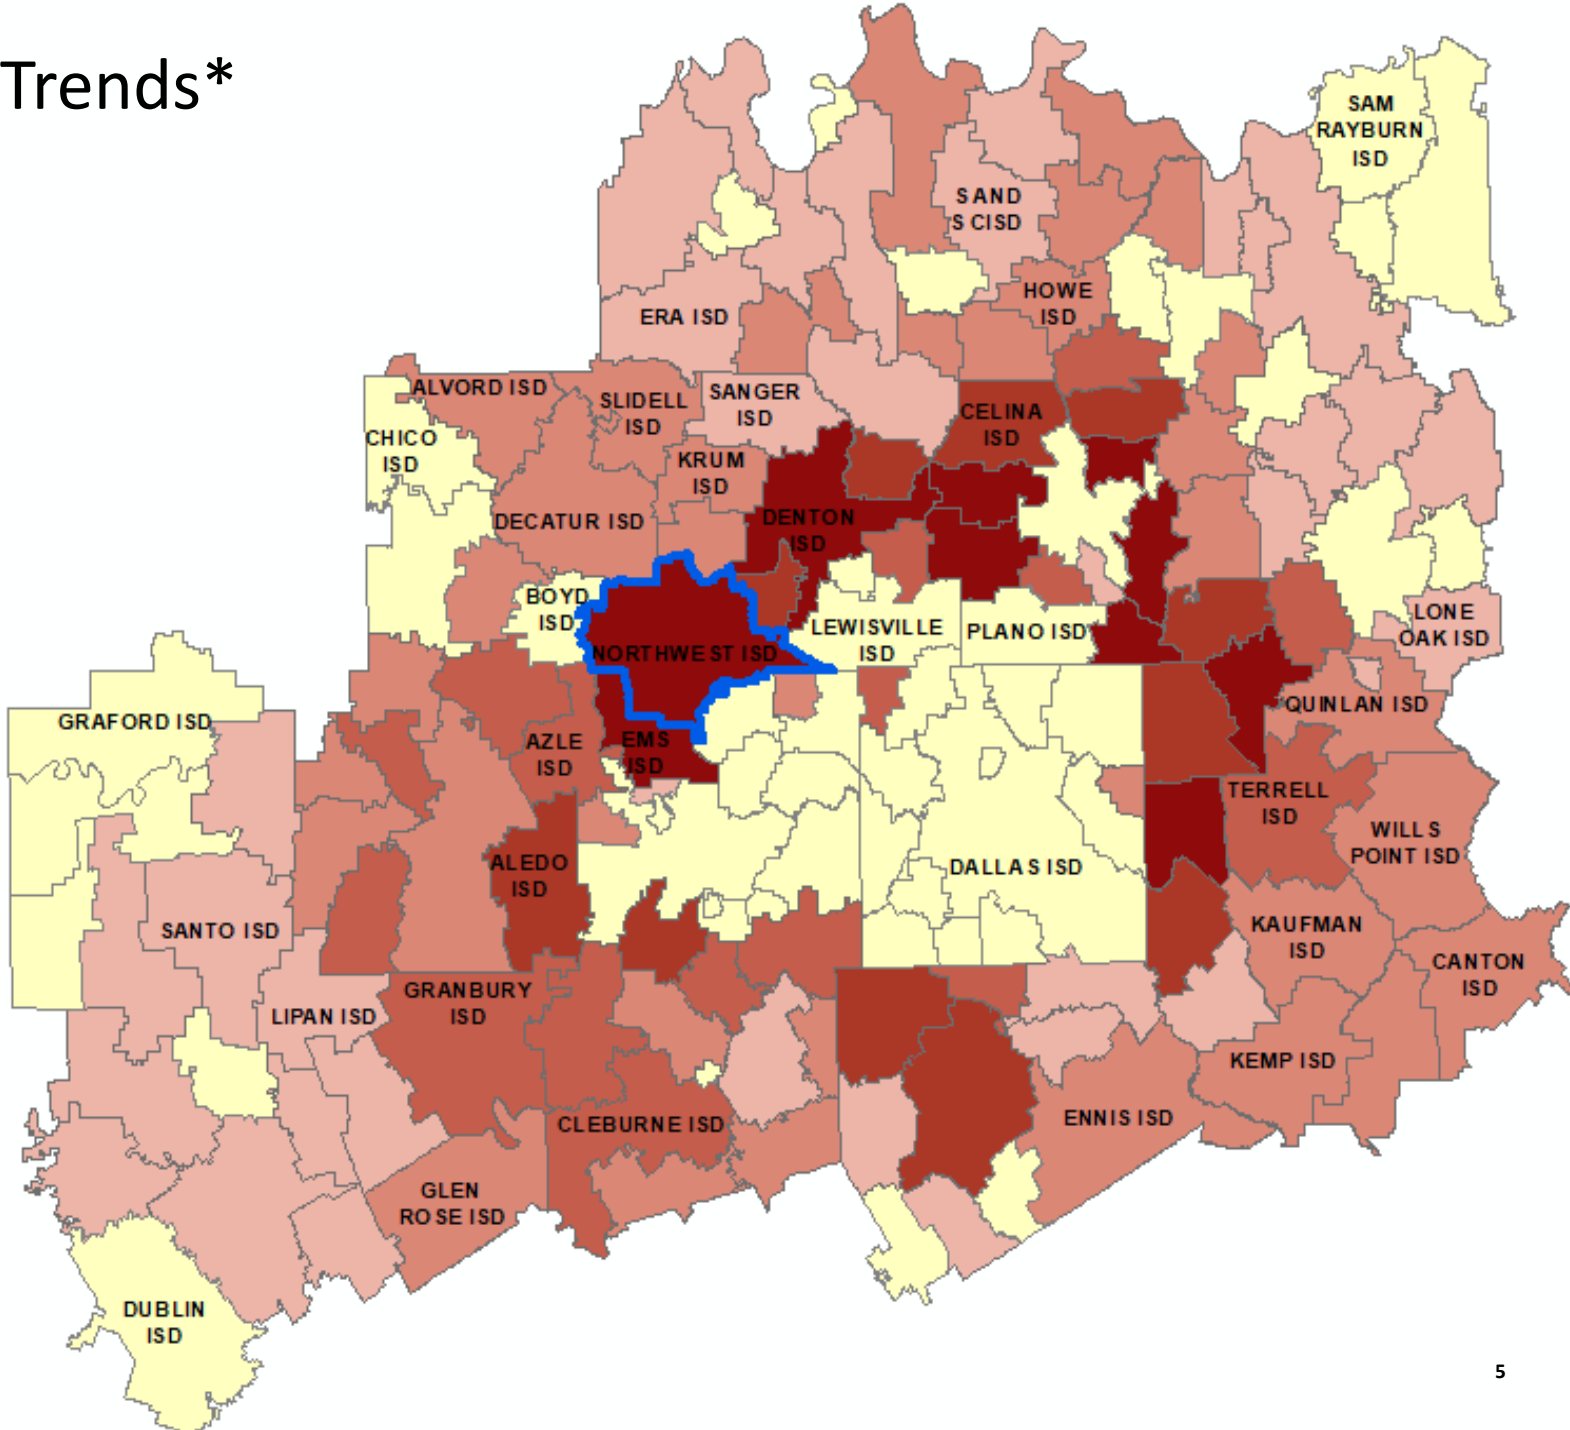 Trends*
SAM
RAYBURN
ISD
SAND
S CISD
HOWE
ISD
ERA ISD
ALVORD ISD
SLIDELL
ISD
SANGER
ISD
CELINA
ISD
CHICO
ISD
KRUM
ISD
DECATUR ISD
DENTON
ISD
BOYD
ISD
LEWISVILLE
ISD
PLANO ISD
LONE
OAK ISD
NORTHWEST ISD
GRAFORD ISD
QUINLAN ISD
AZLE
ISD
EMS
ISD
TERRELL
ISD
WILLS
POINT ISD
ALEDO
ISD
DALLAS ISD
SANTO ISD
KAUFMAN
ISD
CANTON
ISD
GRANBURY
ISD
LIPAN ISD
KEMP ISD
CLEBURNE ISD
ENNIS ISD
GLEN
ROSE ISD
DUBLIN
ISD
5